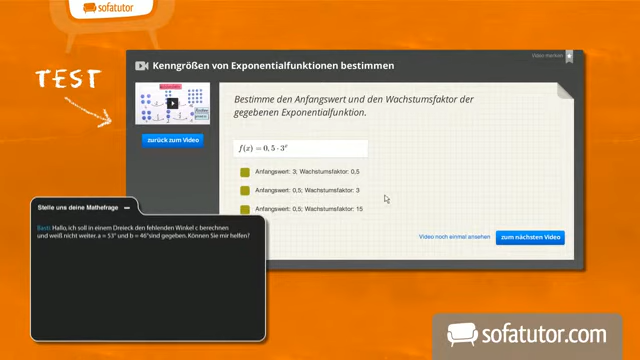 sofatutor
TEST
Video merken
Kenngrößen von Exponentialfunktionen bestimmen
Bestimme den Anfangswert und den Wachstumsfaktor der
gegebenen Exponentialfunktion.
zurück zum Video
f(x) = 0,5 · 3ˣ
Anfangswert: 3; Wachstumsfaktor: 0,5
Anfangswert: 0,5; Wachstumsfaktor: 3
Anfangswert: 0,5; Wachstumsfaktor: 15
Video noch einmal ansehen
zum nächsten Video
Stelle uns deine Mathefrage
Basti: Hallo, ich soll in einem Dreieck den fehlenden Winkel c berechnen
und weiß nicht weiter. a = 53° und b = 46°sind gegeben. Können Sie mir helfen?
sofatutor.com